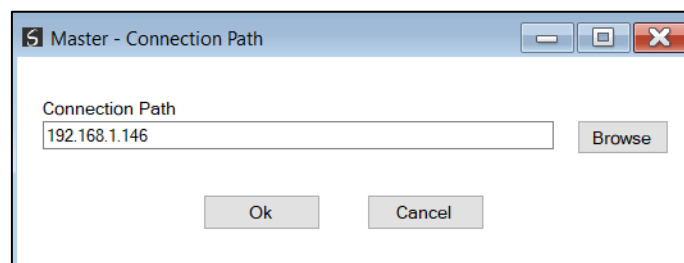 Master - Connection Path
Connection Path
192.168.1.146
Browse
Ok
Cancel